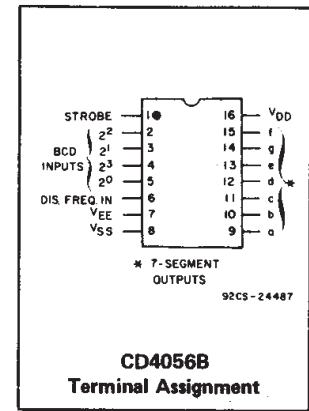 STROBE 1 16 VDD
2² 2 15 f
BCD 2¹ 3 14 g
INPUTS 2³ 4 13 e
2⁰ 5 12 d *
DIS. FREQ. IN 6 11 c
VEE 7 10 b
VSS 8 9 a
* 7-SEGMENT
OUTPUTS
92CS-24487
CD4056B
Terminal Assignment